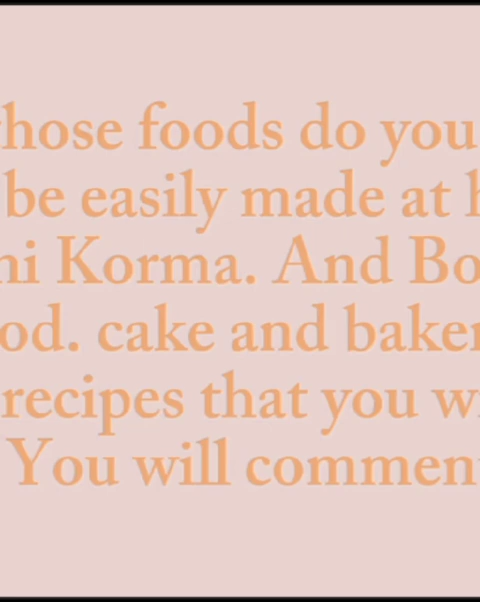 hose foods do you
be easily made at
ni Korma. And Bo
od. cake and baker
recipes that you wi
You will comment